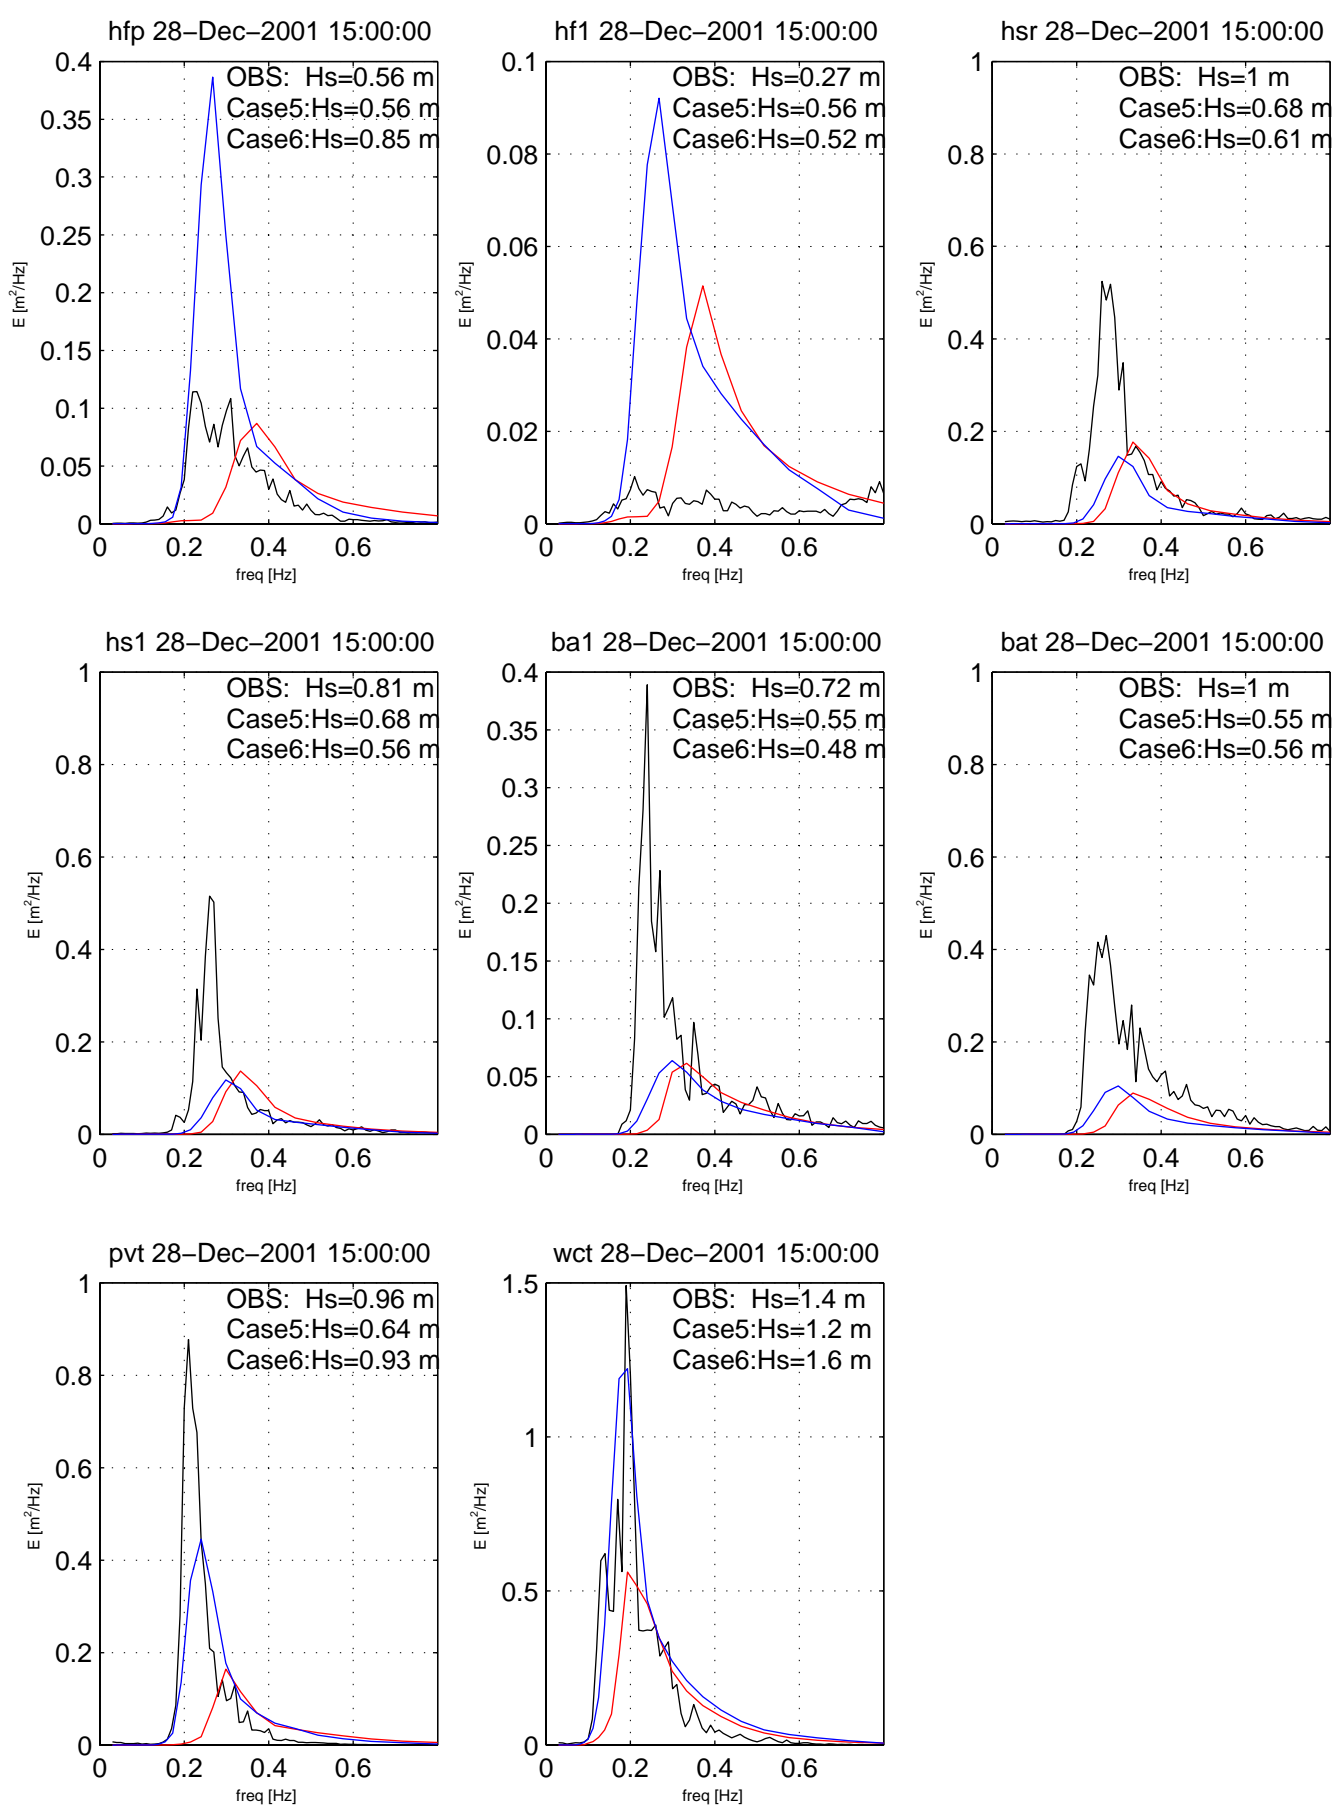 hfp 28−Dec−2001 15:00:00
OBS: Hs=0.56 m
Case5:Hs=0.56 m
Case6:Hs=0.85 m
0.4
0.35
0.3
0.25
0.2
0.15
0.1
0.05
0
E [m²/Hz]
0 0.2 0.4 0.6
freq [Hz]
hf1 28−Dec−2001 15:00:00
OBS: Hs=0.27 m
Case5:Hs=0.56 m
Case6:Hs=0.52 m
0.1
0.08
0.06
0.04
0.02
0
E [m²/Hz]
0 0.2 0.4 0.6
freq [Hz]
hsr 28−Dec−2001 15:00:00
OBS: Hs=1 m
Case5:Hs=0.68 m
Case6:Hs=0.61 m
1
0.8
0.6
0.4
0.2
0
E [m²/Hz]
0 0.2 0.4 0.6
freq [Hz]
hs1 28−Dec−2001 15:00:00
OBS: Hs=0.81 m
Case5:Hs=0.68 m
Case6:Hs=0.56 m
1
0.8
0.6
0.4
0.2
0
E [m²/Hz]
0 0.2 0.4 0.6
freq [Hz]
ba1 28−Dec−2001 15:00:00
OBS: Hs=0.72 m
Case5:Hs=0.55 m
Case6:Hs=0.48 m
0.4
0.35
0.3
0.25
0.2
0.15
0.1
0.05
0
E [m²/Hz]
0 0.2 0.4 0.6
freq [Hz]
bat 28−Dec−2001 15:00:00
OBS: Hs=1 m
Case5:Hs=0.55 m
Case6:Hs=0.56 m
1
0.8
0.6
0.4
0.2
0
E [m²/Hz]
0 0.2 0.4 0.6
freq [Hz]
pvt 28−Dec−2001 15:00:00
OBS: Hs=0.96 m
Case5:Hs=0.64 m
Case6:Hs=0.93 m
1
0.8
0.6
0.4
0.2
0
E [m²/Hz]
0 0.2 0.4 0.6
freq [Hz]
wct 28−Dec−2001 15:00:00
OBS: Hs=1.4 m
Case5:Hs=1.2 m
Case6:Hs=1.6 m
1.5
1
0.5
0
E [m²/Hz]
0 0.2 0.4 0.6
freq [Hz]